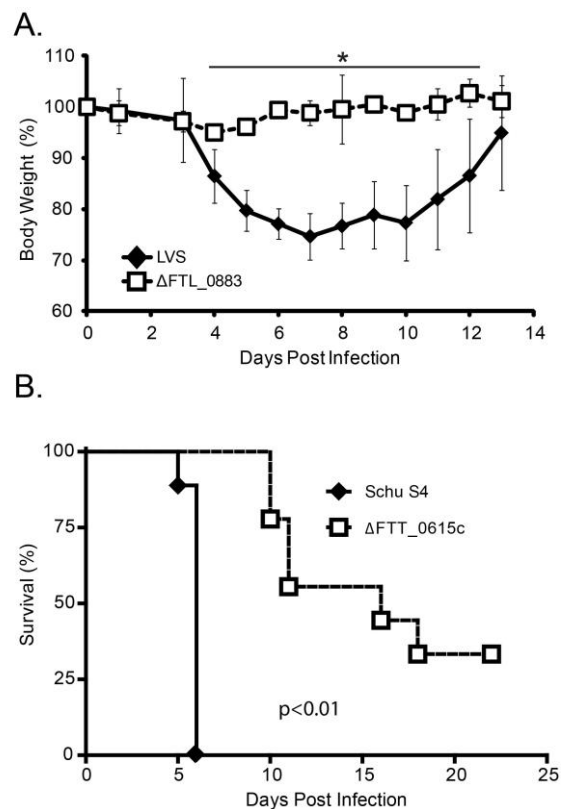 A.
*
110
100
90
80
70
60
Body Weight (%)
LVS
ΔFTL_0883
0 2 4 6 8 10 12 14
Days Post Infection
B.
100
75
50
25
0
Survival (%)
Schu S4
ΔFTT_0615c
p<0.01
0 5 10 15 20 25
Days Post Infection